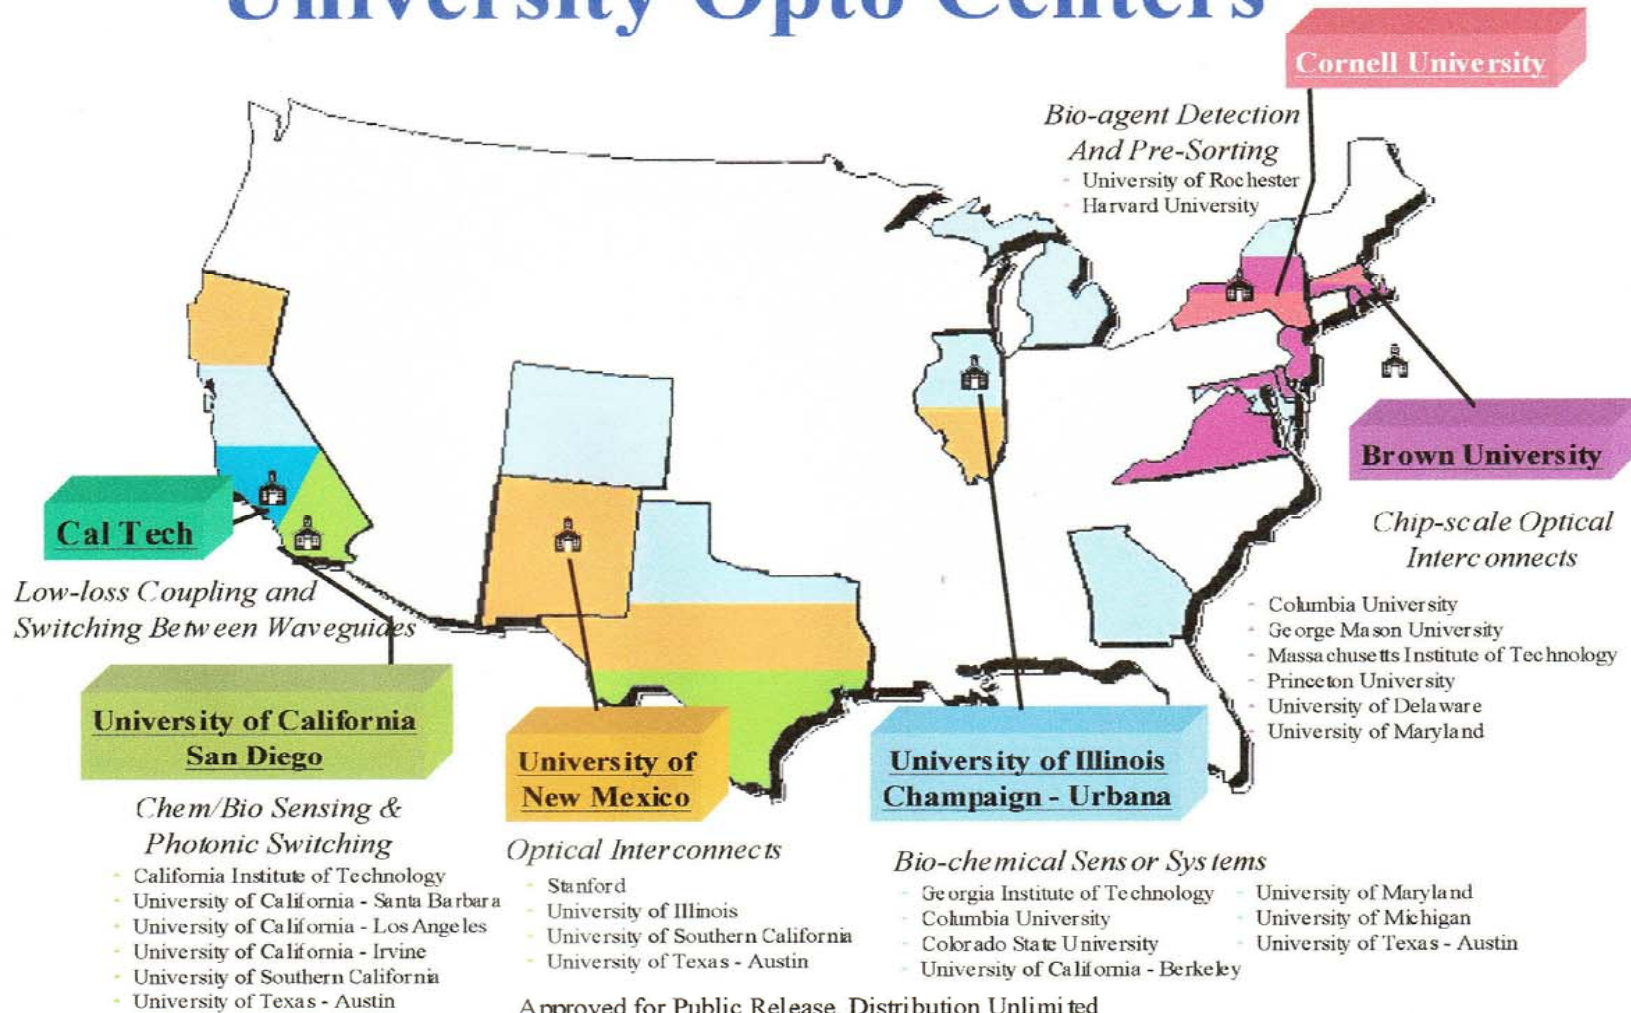 University Opto Centers
Cornell University
Bio-agent Detection
And Pre-Sorting
- University of Rochester
- Harvard University
Brown University
Chip-scale Optical
Interconnects
- Columbia University
- George Mason University
- Massachusetts Institute of Technology
- Princeton University
- University of Delaware
- University of Maryland
Cal Tech
Low-loss Coupling and
Switching Between Waveguides
University of California
San Diego
Chem/Bio Sensing &
Photonic Switching
- California Institute of Technology
- University of California - Santa Barbara
- University of California - Los Angeles
- University of California - Irvine
- University of Southern California
- University of Texas - Austin
University of
New Mexico
Optical Interconnects
- Stanford
- University of Illinois
- University of Southern California
- University of Texas - Austin
University of Illinois
Champaign - Urbana
Bio-chemical Sensor Systems
- Georgia Institute of Technology
- Columbia University
- Colorado State University
- University of California - Berkeley
- University of Maryland
- University of Michigan
- University of Texas - Austin
Approved for Public Release, Distribution Unlimited